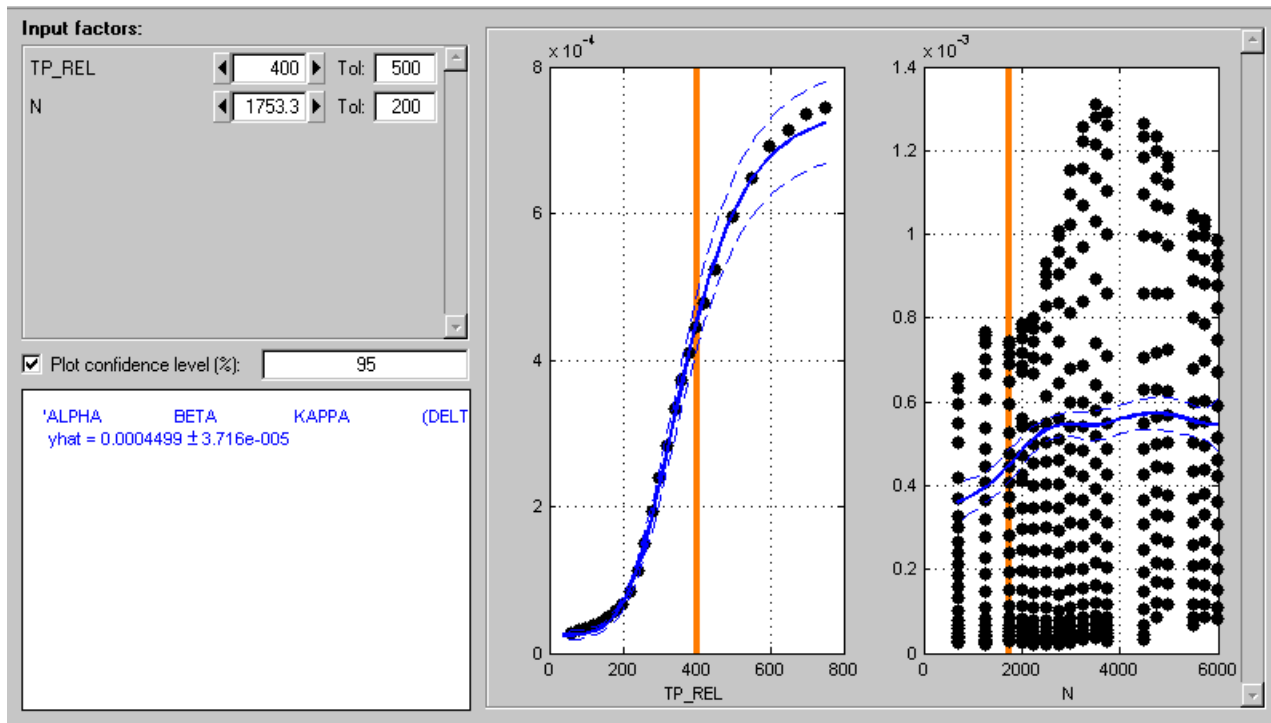 Input factors:
TP_REL 400 Tol: 500
N 1753.3 Tol: 200
Plot confidence level (%): 95
'ALPHA BETA KAPPA (DELT
yhat = 0.0004499 ± 3.716e-005
x 10^-4
8
6
4
2
0
0 200 400 600 800
TP_REL
x 10^-3
1.4
1.2
1
0.8
0.6
0.4
0.2
0
0 2000 4000 6000
N